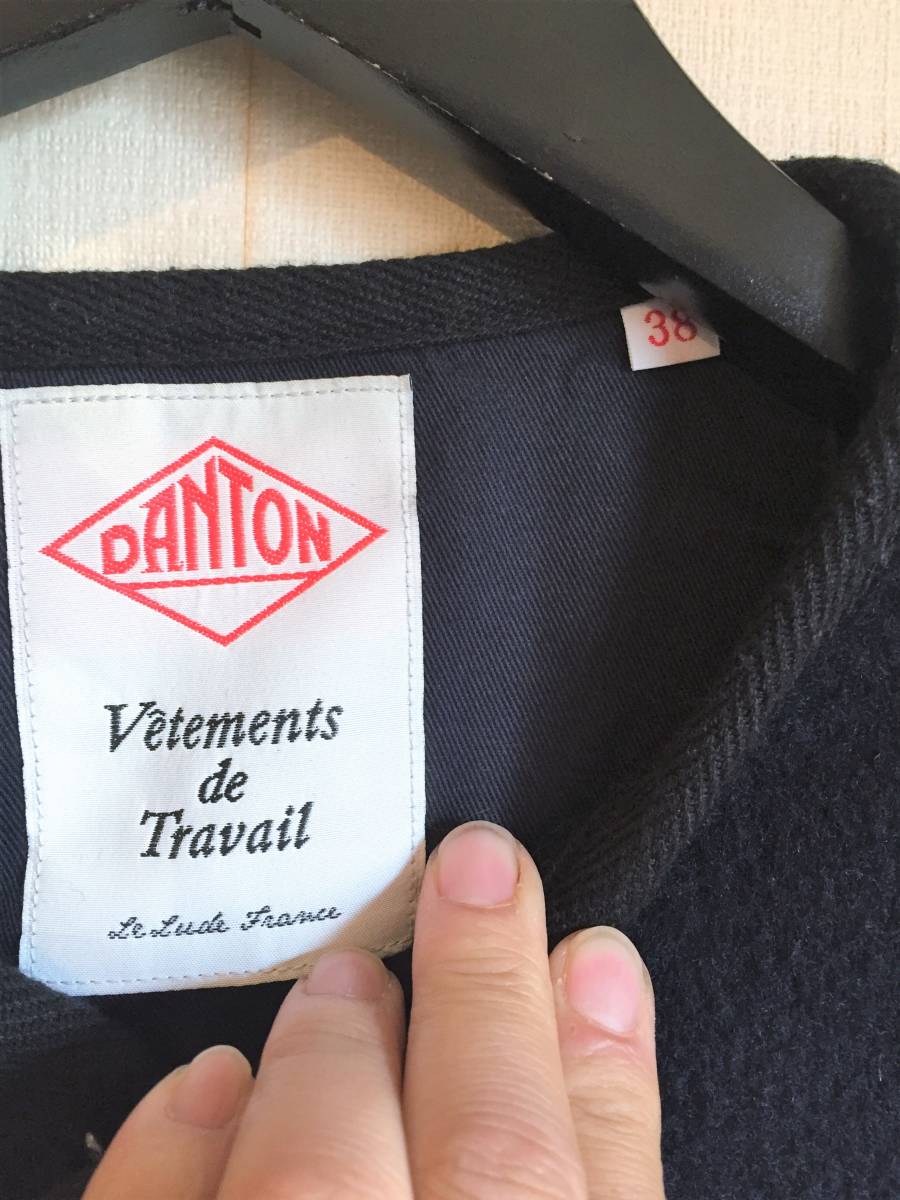 38
DANTON
Vêtements
de
Travail
Le Lude France